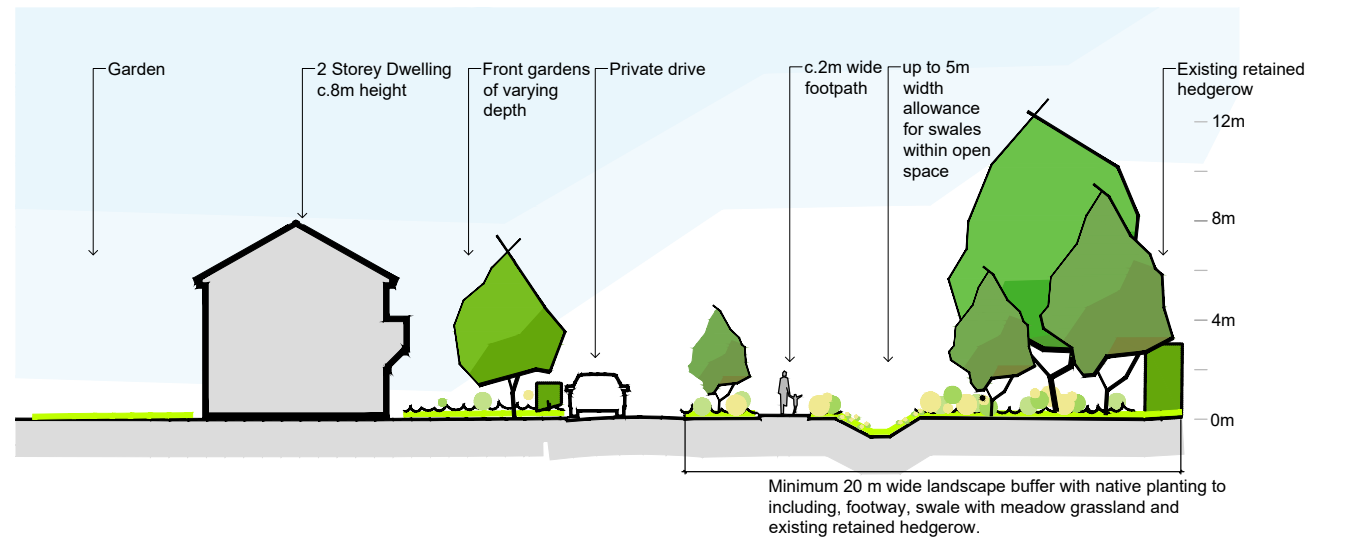 Garden
2 Storey Dwelling
c.8m height
Front gardens
of varying
depth
Private drive
c.2m wide
footpath
up to 5m
width
allowance
for swales
within open
space
Existing retained
hedgerow
12m
8m
4m
0m
Minimum 20 m wide landscape buffer with native planting to
including, footway, swale with meadow grassland and
existing retained hedgerow.